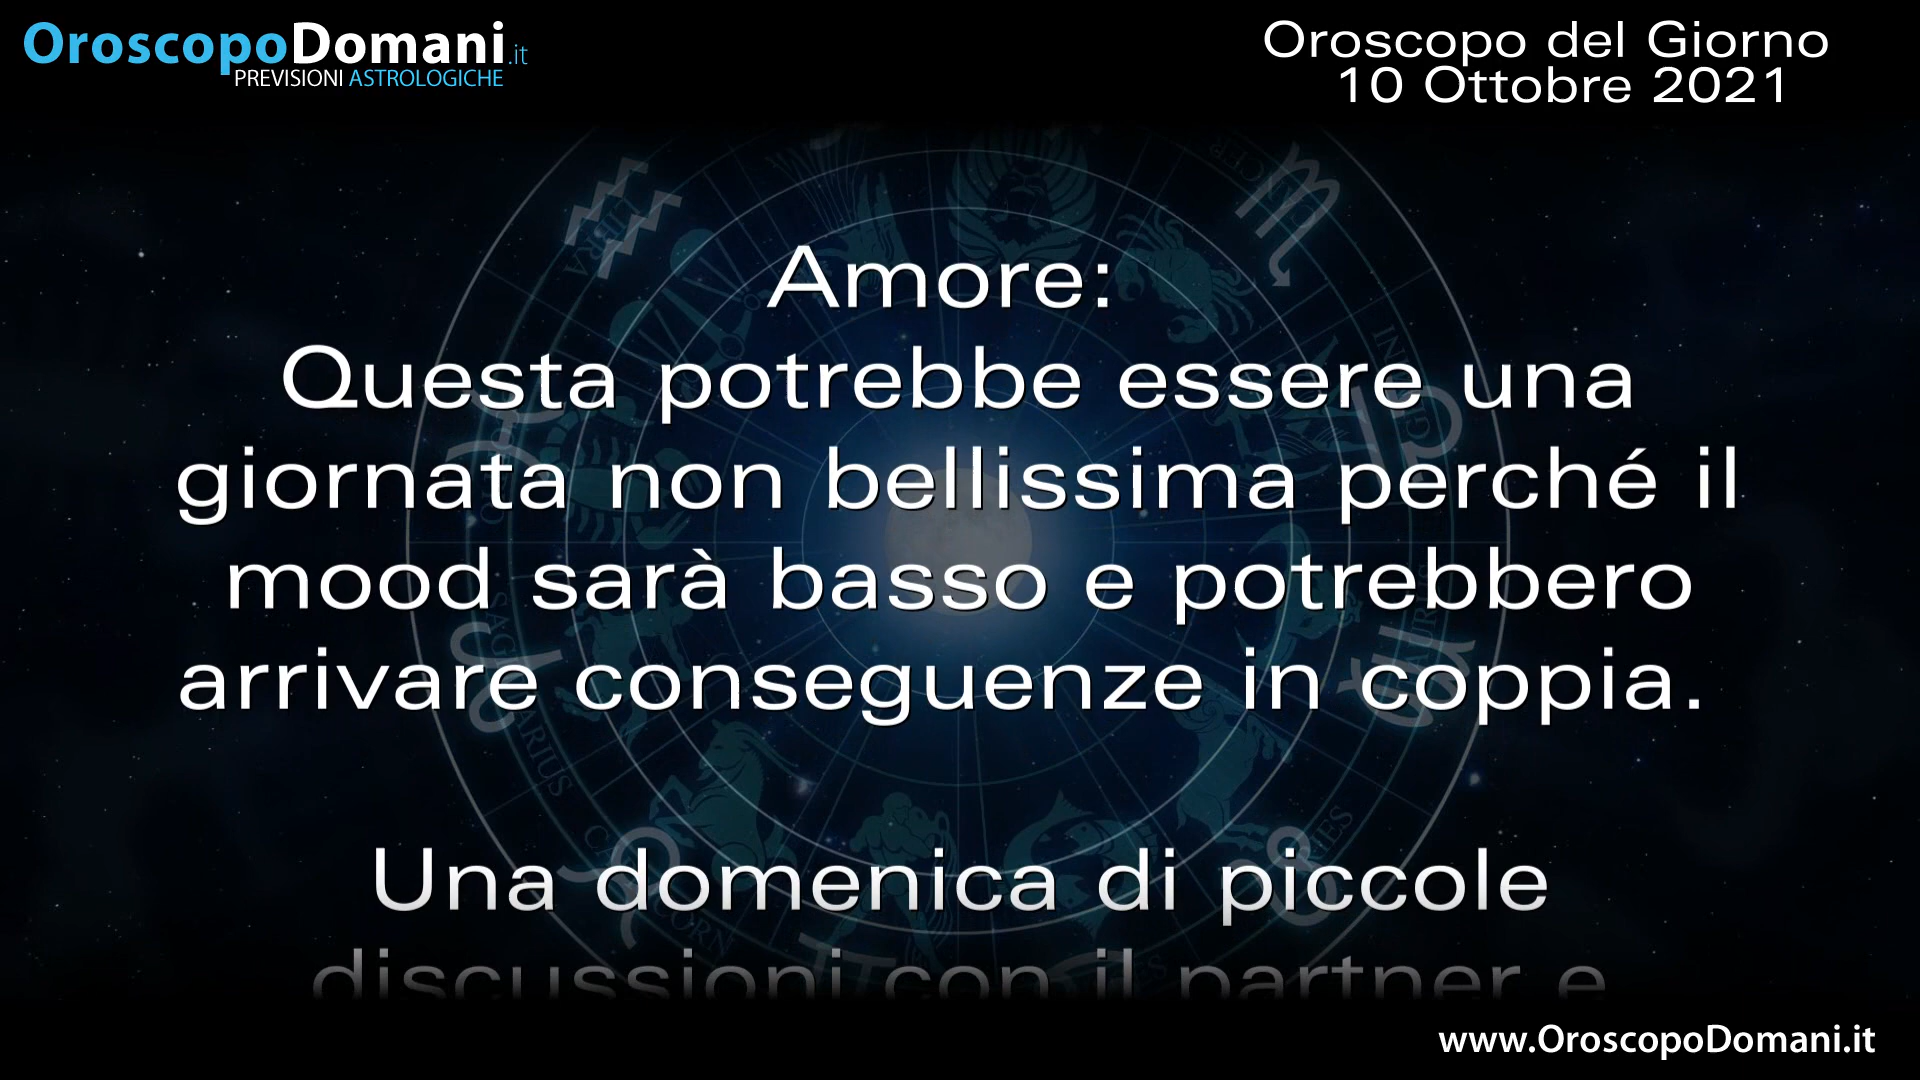 OroscopoDomani.it
PREVISIONI ASTROLOGICHE
Oroscopo del Giorno
10 Ottobre 2021
Amore:
Questa potrebbe essere una
giornata non bellissima perché il
mood sarà basso e potrebbero
arrivare conseguenze in coppia.
Una domenica di piccole
discussioni con il partner e
www.OroscopoDomani.it